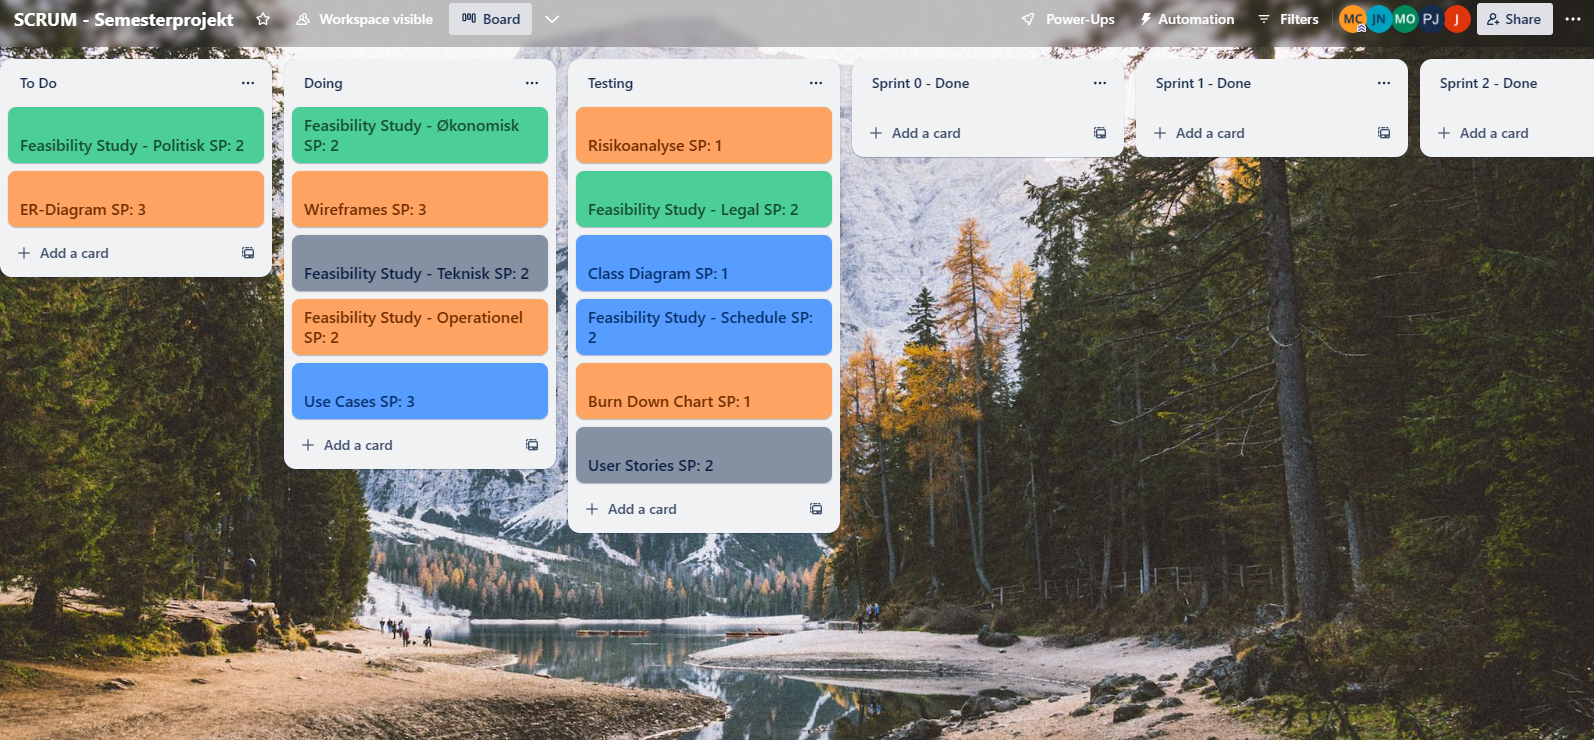 SCRUM - Semesterprojekt
Workspace visible
Board
Power-Ups
Automation
Filters
MC
JN
MO
PJ
J
Share
To Do
Feasibility Study - Politisk SP: 2
ER-Diagram SP: 3
Add a card
Doing
Feasibility Study - Økonomisk
SP: 2
Wireframes SP: 3
Feasibility Study - Teknisk SP: 2
Feasibility Study - Operationel
SP: 2
Use Cases SP: 3
Add a card
Testing
Risikoanalyse SP: 1
Feasibility Study - Legal SP: 2
Class Diagram SP: 1
Feasibility Study - Schedule SP:
2
Burn Down Chart SP: 1
User Stories SP: 2
Add a card
Sprint 0 - Done
Add a card
Sprint 1 - Done
Add a card
Sprint 2 - Done
Add a card